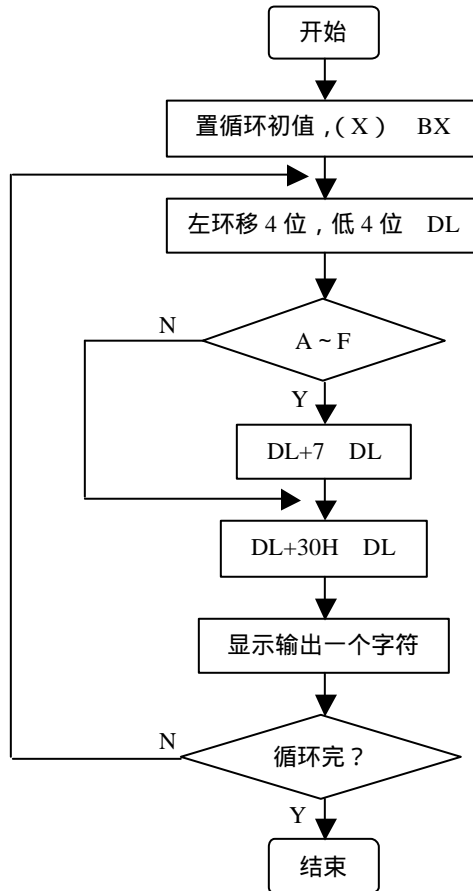 开始
置循环初值,(X) BX
左环移 4 位,低 4 位 DL
N
A~F
Y
DL+7 DL
DL+30H DL
显示输出一个字符
N
循环完?
Y
结束